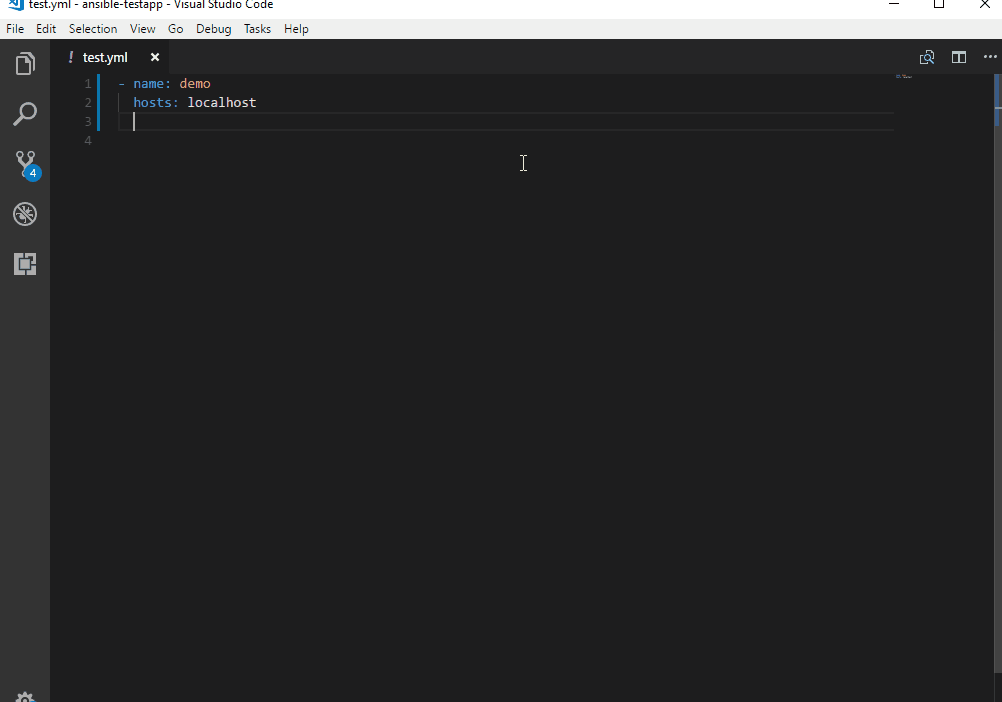 test.yml - ansible-testapp - Visual Studio Code
File Edit Selection View Go Debug Tasks Help
! test.yml ×
1 - name: demo
2 hosts: localhost
3
4
4